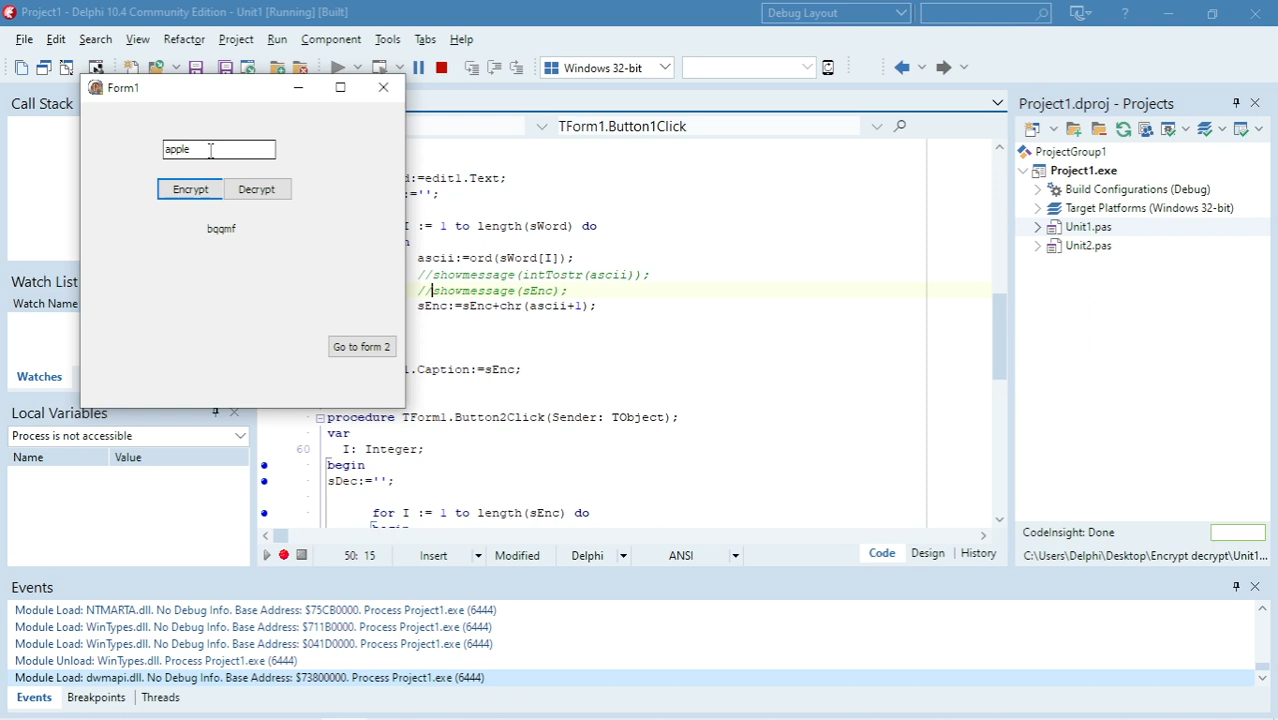 Project1 - Delphi 10.4 Community Edition - Unit1 [Running] [Built]
Debug Layout
File Edit Search View Refactor Project Run Component Tools Tabs Help
Windows 32-bit
Form1
apple
Encrypt Decrypt
bqqmf
Go to form 2
Call Stack
Watch List
Watch Name
Watches
Local Variables
Process is not accessible
Name Value
TForm1.Button1Click
d:=edit1.Text;
:='';
I := 1 to length(sWord) do
n
ascii:=ord(sWord[I]);
//showmessage(intTostr(ascii));
//showmessage(sEnc);
sEnc:=sEnc+chr(ascii+1);
.Caption:=sEnc;
procedure TForm1.Button2Click(Sender: TObject);
var
60 I: Integer;
begin
sDec:='';
for I := 1 to length(sEnc) do
begin
50: 15 Insert Modified Delphi ANSI Code Design History
Project1.dproj - Projects
ProjectGroup1
Project1.exe
Build Configurations (Debug)
Target Platforms (Windows 32-bit)
Unit1.pas
Unit2.pas
CodeInsight: Done
C:\Users\Delphi\Desktop\Encrypt decrypt\Unit1...
Events
Module Load: NTMARTA.dll. No Debug Info. Base Address: $75CB0000. Process Project1.exe (6444)
Module Load: WinTypes.dll. No Debug Info. Base Address: $711B0000. Process Project1.exe (6444)
Module Load: WinTypes.dll. No Debug Info. Base Address: $041D0000. Process Project1.exe (6444)
Module Unload: WinTypes.dll. Process Project1.exe (6444)
Module Load: dwmapi.dll. No Debug Info. Base Address: $73800000. Process Project1.exe (6444)
Events Breakpoints Threads